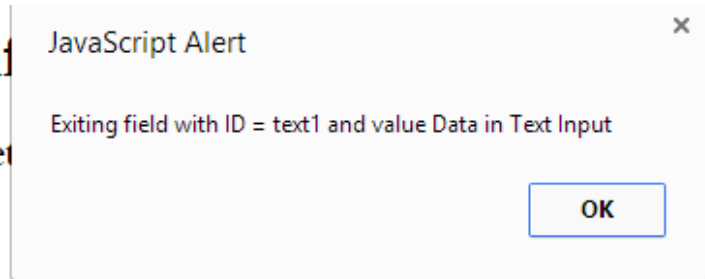 JavaScript Alert
Exiting field with ID = text1 and value Data in Text Input
OK